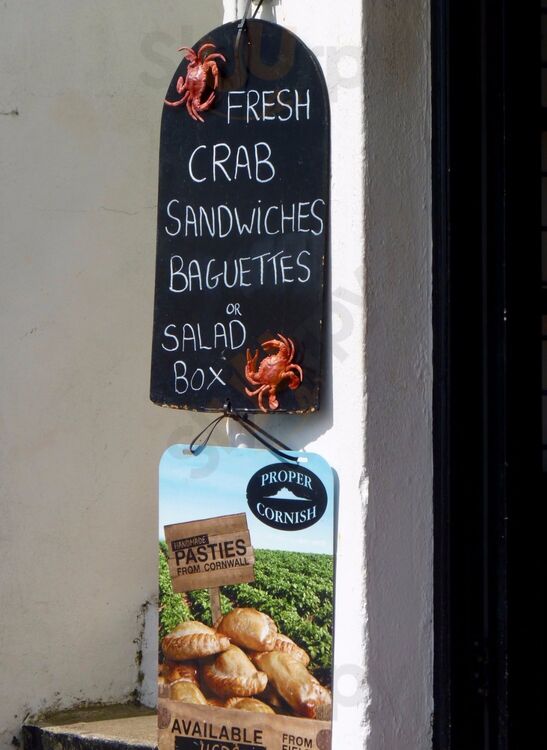 FRESH
CRAB
SANDWICHES
BAGUETTES
OR
SALAD
BOX
PROPER
CORNISH
HANDMADE
PASTIES
FROM CORNWALL
AVAILABLE
FROM